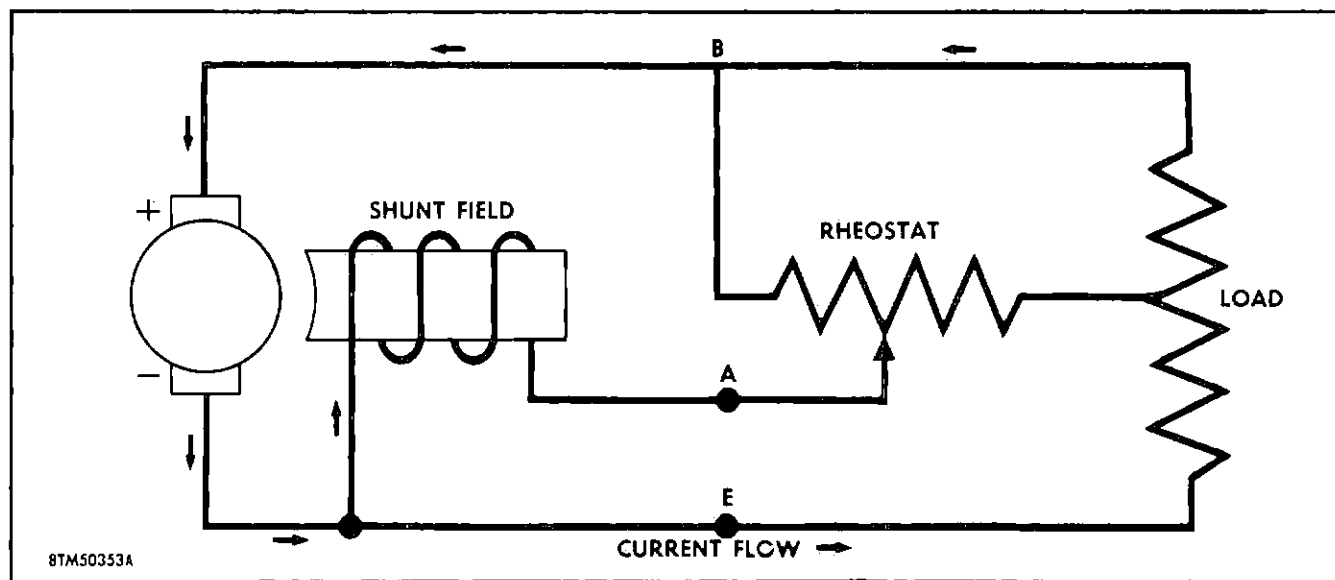 B
+
SHUNT FIELD
RHEOSTAT
LOAD
−
A
E
CURRENT FLOW
8TM50353A